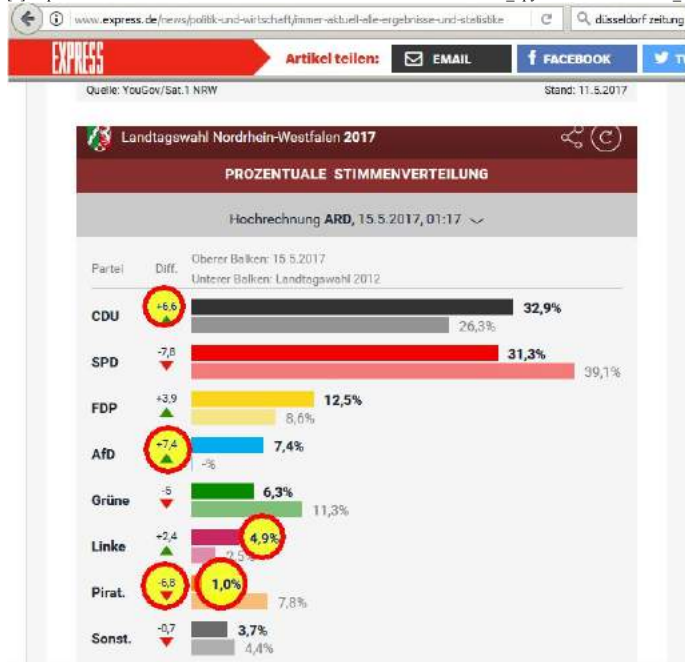 www.express.de/news/politik-und-wirtschaft/immer-aktuell-alle-ergebnisse-und-statistike
düsseldorf zeitung
EXPRESS
Artikel teilen:
EMAIL
FACEBOOK
Quelle: YouGov/Sat.1 NRW
Stand: 11.5.2017
Landtagswahl Nordrhein-Westfalen 2017
PROZENTUALE STIMMENVERTEILUNG
Hochrechnung ARD, 15.5.2017, 01:17
Partei Diff. Oberer Balken: 15.5.2017
Unterer Balken: Landtagswahl 2012
CDU +6,6 32,9%
26,3%
SPD -7,8 31,3%
39,1%
FDP +3,9 12,5%
8,6%
AfD +7,4 7,4%
-%
Grüne -5 6,3%
11,3%
Linke +2,4 4,9%
2,5%
Pirat. -6,8 1,0%
7,8%
Sonst. -0,7 3,7%
4,4%